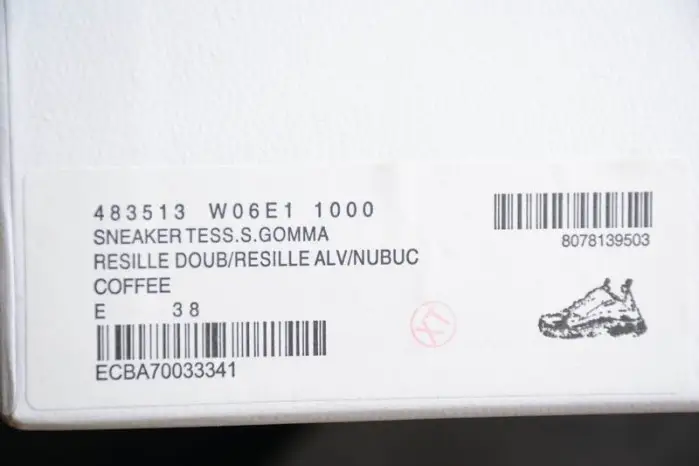 483513 W06E1 1000
SNEAKER TESS.S.GOMMA
RESILLE DOUB/RESILLE ALV/NUBUC
COFFEE
E 38
ECBA70033341
8078139503